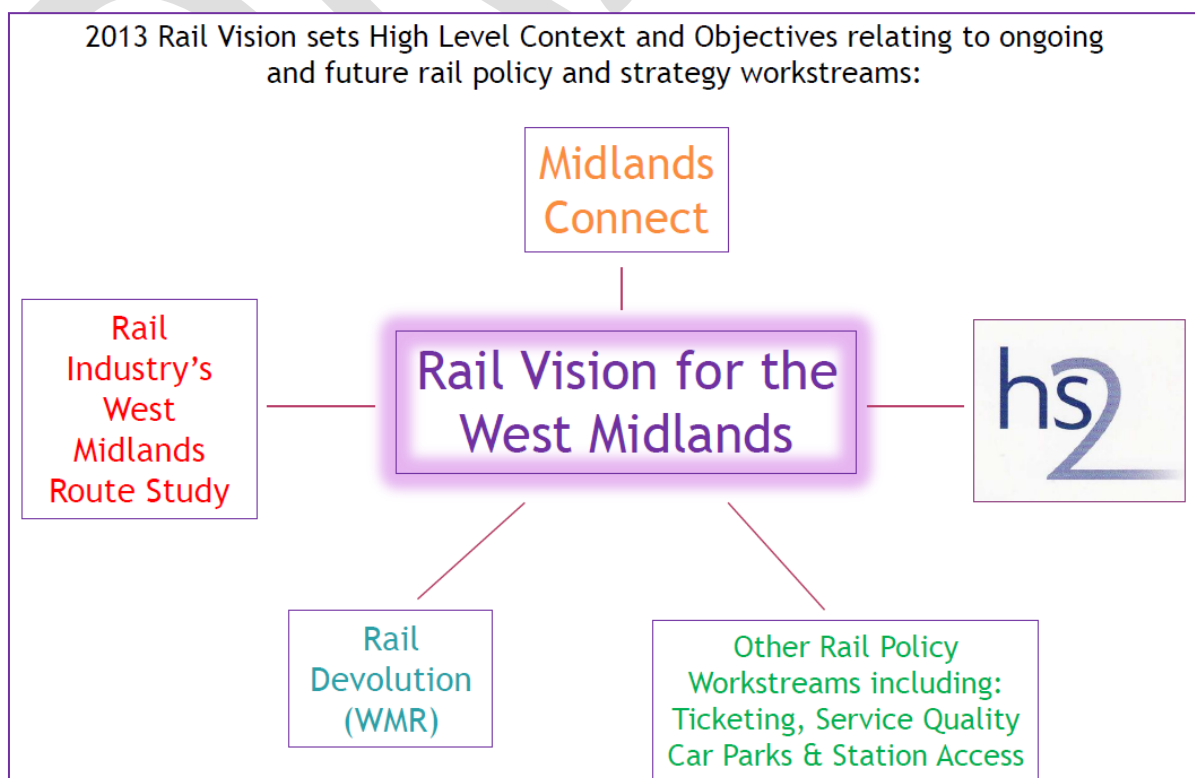 2013 Rail Vision sets High Level Context and Objectives relating to ongoing
and future rail policy and strategy workstreams:
Midlands
Connect
Rail
Industry’s
West
Midlands
Route Study
Rail Vision for the
West Midlands
hs2
Rail
Devolution
(WMR)
Other Rail Policy
Workstreams including:
Ticketing, Service Quality
Car Parks & Station Access